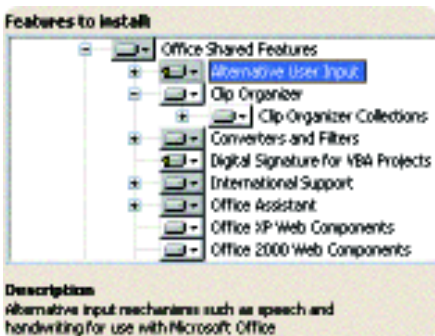 Features to install
Office Shared Features
Alternative User Input
Clip Organizer
Clip Organizer Collections
Converters and Filters
Digital Signature for VBA Projects
International Support
Office Assistant
Office XP Web Components
Office 2000 Web Components
Description
Alternative input mechanisms such as speech and
handwriting for use with Microsoft Office